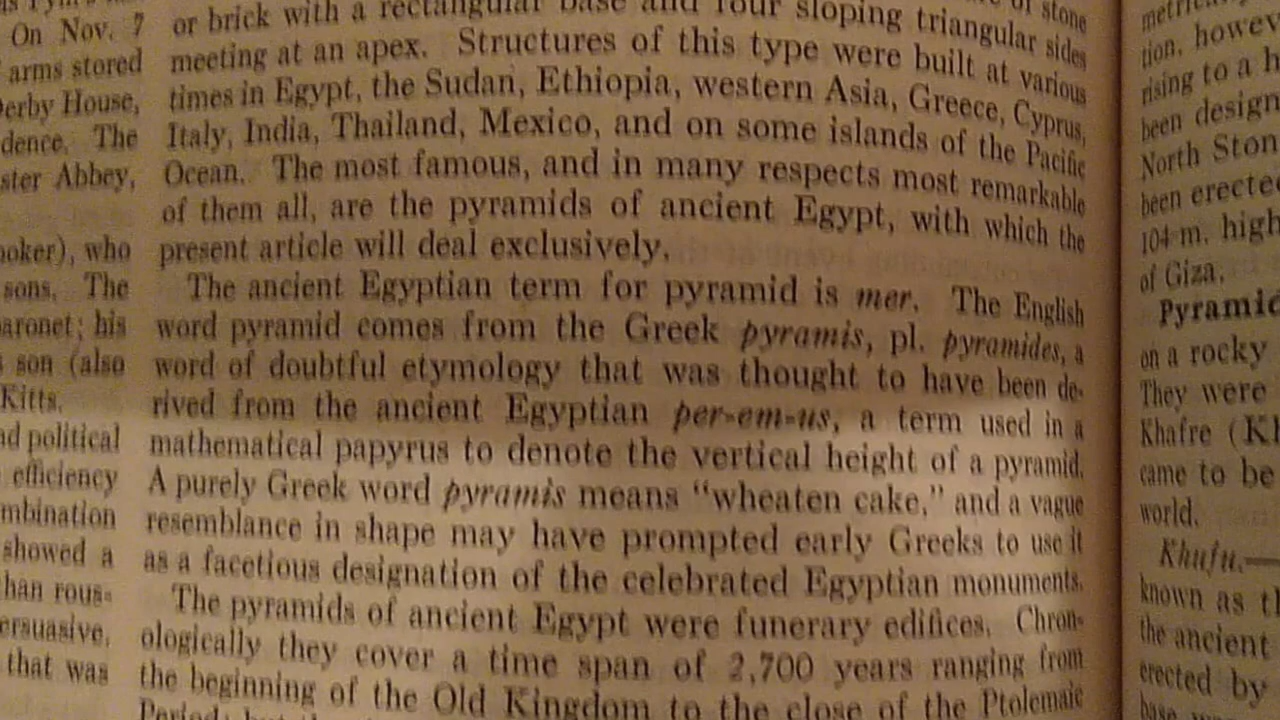 On Nov. 7
arms stored
Derby House,
dence. The
ster Abbey,
who
sons. The
baronet; his
son (also
Kitts.
political
efficiency
showed a
than rous-
ersuasive,
that was
or brick with a rectangular base and four sloping triangular sides
meeting at an apex. Structures of this type were built at various
times in Egypt, the Sudan, Ethiopia, western Asia, Greece, Cyprus,
Italy, India, Thailand, Mexico, and on some islands of the Pacific
Ocean. The most famous, and in many respects most remarkable
of them all, are the pyramids of ancient Egypt, with which the
present article will deal exclusively.
The ancient Egyptian term for pyramid is mer. The English
word pyramid comes from the Greek pyramis, pl. pyramides, a
word of doubtful etymology that was thought to have been de-
rived from the ancient Egyptian per-em-us, a term used in a
mathematical papyrus to denote the vertical height of a pyramid.
A purely Greek word pyramis means "wheaten cake," and a vague
resemblance in shape may have prompted early Greeks to use it
as a facetious designation of the celebrated Egyptian monuments.
The pyramids of ancient Egypt were funerary edifices. Chron-
ologically they cover a time span of 2,700 years ranging from
the beginning of the Old Kingdom to the close of the Ptolemaic
Period;
tion, howev
rising to a h
been design
North Ston
been erected
104 m. high
of Giza.
Pyramid
on a rocky
They were
Khafre (Kh
came to be
world.
Khufu.—
known as th
the ancient
erected by